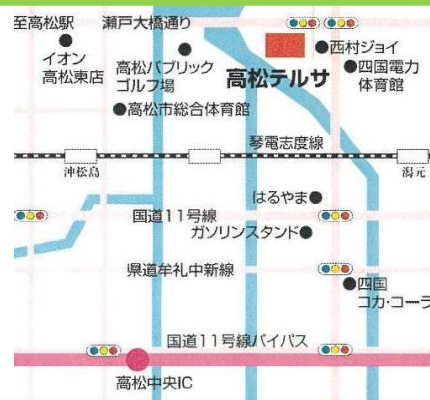 至高松駅
瀬戸大橋通り
イオン
高松東店
高松パブリック
ゴルフ場
西村ジョイ
四国電力
体育館
高松テルサ
高松市総合体育館
琴電志度線
沖松島
潟元
はるやま
国道11号線
ガソリンスタンド
県道牟礼中新線
四国
コカ・コーラ
国道11号線バイパス
高松中央IC